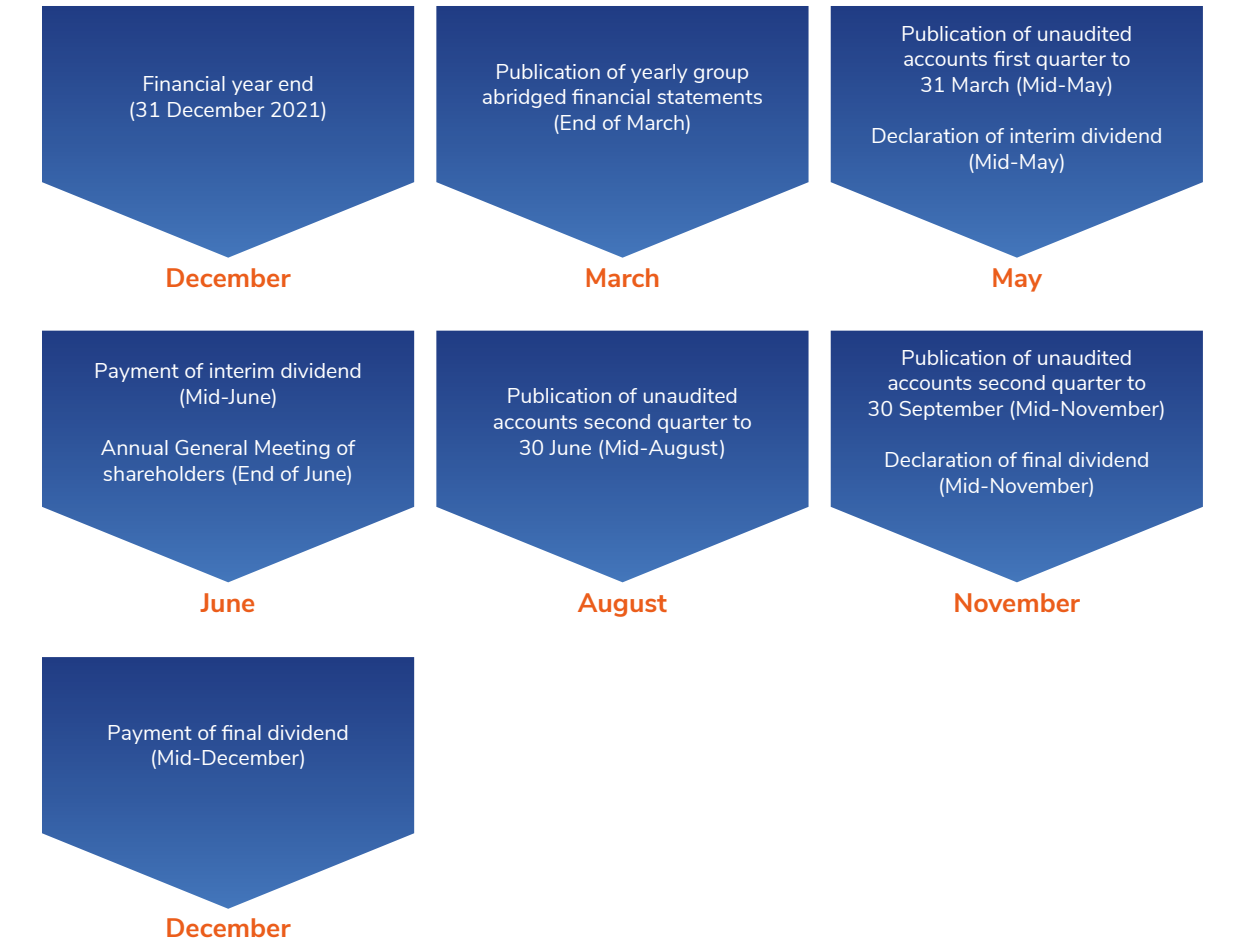 Financial year end
(31 December 2021)
December
Publication of yearly group
abridged financial statements
(End of March)
March
Publication of unaudited
accounts first quarter to
31 March (Mid-May)
Declaration of interim dividend
(Mid-May)
May
Payment of interim dividend
(Mid-June)
Annual General Meeting of
shareholders (End of June)
June
Publication of unaudited
accounts second quarter to
30 June (Mid-August)
August
Publication of unaudited
accounts second quarter to
30 September (Mid-November)
Declaration of final dividend
(Mid-November)
November
Payment of final dividend
(Mid-December)
December